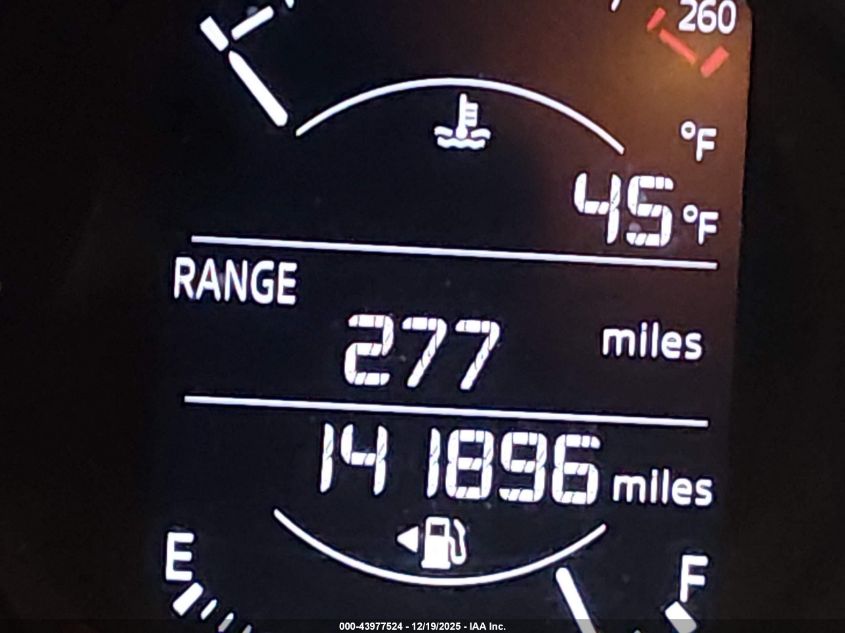 260
°F
45 °F
RANGE
277 miles
141896 miles
E F
000-43977524 - 12/19/2025 - IAA Inc.